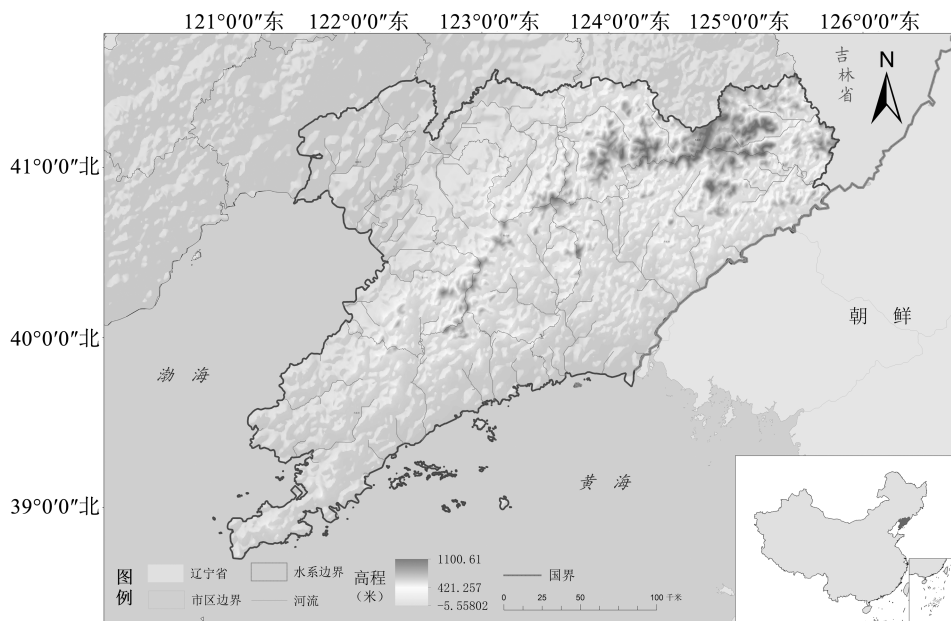 121°0′0″东 122°0′0″东 123°0′0″东 124°0′0″东 125°0′0″东 126°0′0″东
N
吉林省
41°0′0″北
40°0′0″北
39°0′0″北
朝 鲜
渤 海
黄 海
图例
辽宁省
市区边界
水系边界
河流
高程
（米）
1100.61
421.257
-5.55802
国界
0 25 50 100 千米